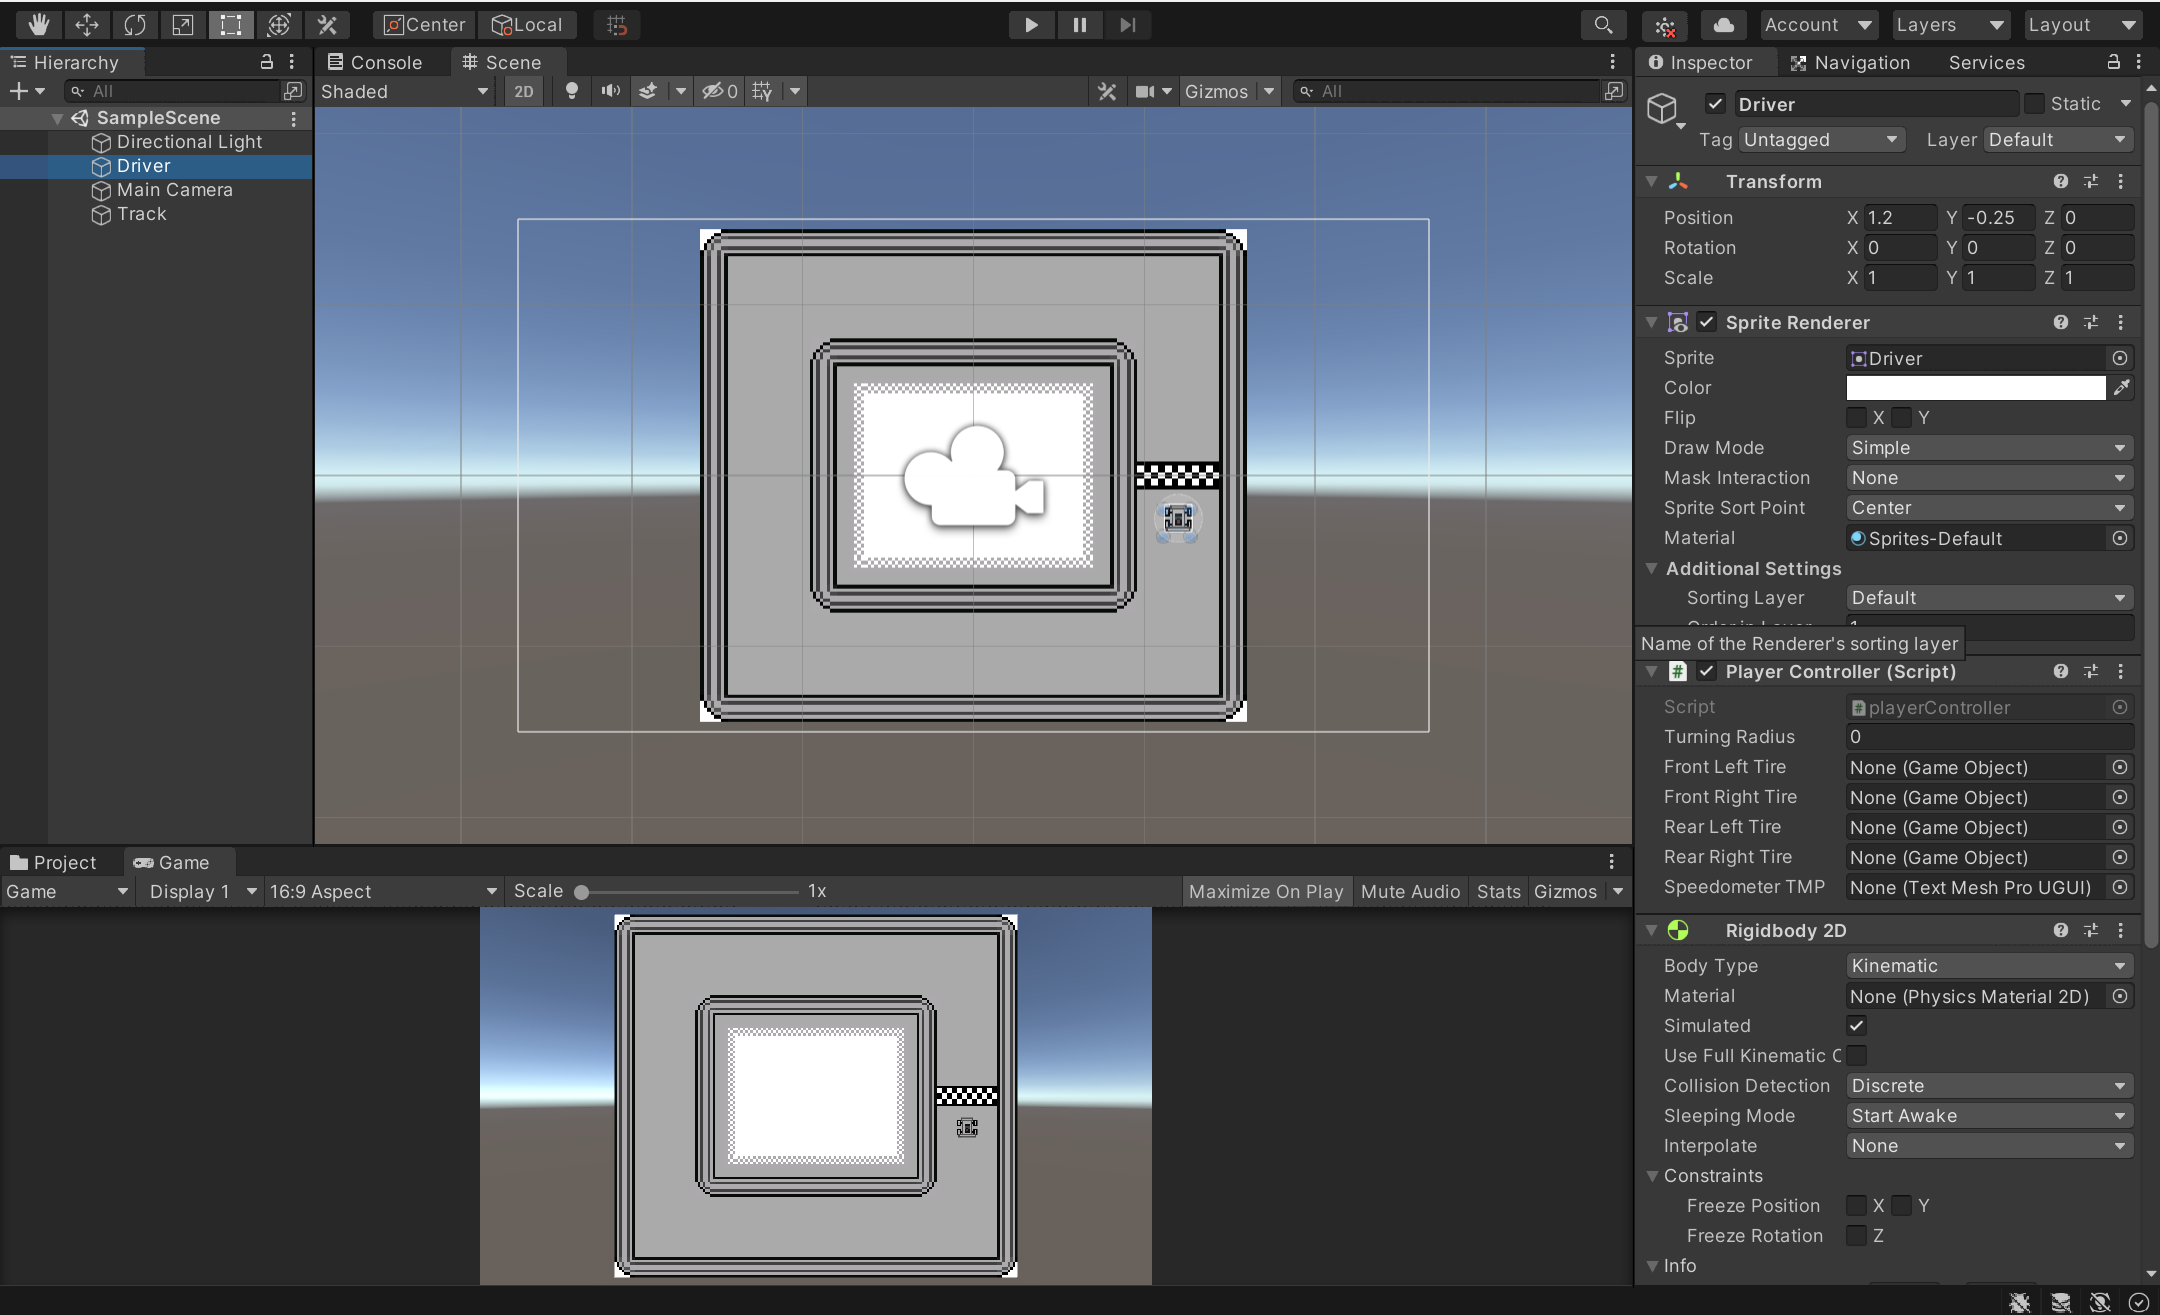 Center
Local
Account
Layers
Layout
Hierarchy
All
SampleScene
Directional Light
Driver
Main Camera
Track
Console
Scene
Shaded
2D
0
Gizmos
All
Inspector
Navigation
Services
Driver
Static
Tag Untagged
Layer Default
Transform
Position X 1.2 Y -0.25 Z 0
Rotation X 0 Y 0 Z 0
Scale X 1 Y 1 Z 1
Sprite Renderer
Sprite Driver
Color
Flip X Y
Draw Mode Simple
Mask Interaction None
Sprite Sort Point Center
Material Sprites-Default
Additional Settings
Sorting Layer Default
Name of the Renderer's sorting layer
Player Controller (Script)
Script playerController
Turning Radius 0
Front Left Tire None (Game Object)
Front Right Tire None (Game Object)
Rear Left Tire None (Game Object)
Rear Right Tire None (Game Object)
Speedometer TMP None (Text Mesh Pro UGUI)
Rigidbody 2D
Body Type Kinematic
Material None (Physics Material 2D)
Simulated
Use Full Kinematic C
Collision Detection Discrete
Sleeping Mode Start Awake
Interpolate None
Constraints
Freeze Position X Y
Freeze Rotation Z
Info
Project
Game
Game
Display 1
16:9 Aspect
Scale 1x
Maximize On Play
Mute Audio
Stats
Gizmos